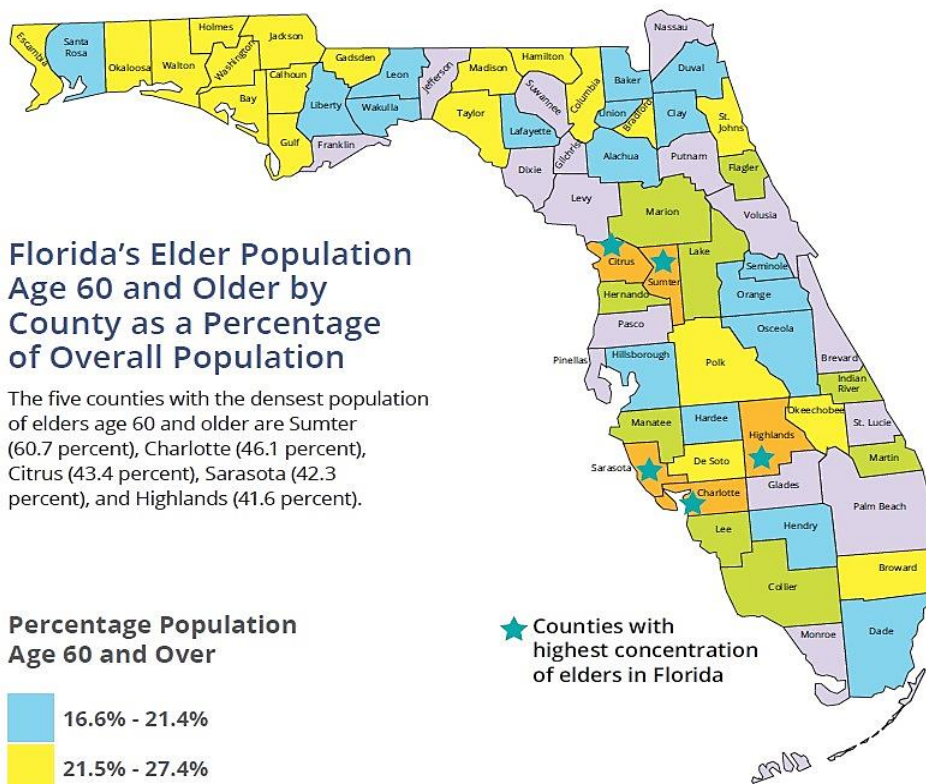 Florida's Elder Population
Age 60 and Older by
County as a Percentage
of Overall Population
The five counties with the densest population
of elders age 60 and older are Sumter
(60.7 percent), Charlotte (46.1 percent),
Citrus (43.4 percent), Sarasota (42.3
percent), and Highlands (41.6 percent).
Percentage Population
Age 60 and Over
16.6% - 21.4%
21.5% - 27.4%
Counties with
highest concentration
of elders in Florida
Escambia
Santa
Rosa
Okaloosa
Walton
Holmes
Washington
Jackson
Bay
Calhoun
Gulf
Gadsden
Liberty
Franklin
Leon
Wakulla
Jefferson
Madison
Taylor
Hamilton
Suwannee
Lafayette
Dixie
Columbia
Gilchrist
Levy
Baker
Union
Bradford
Alachua
Nassau
Duval
Clay
Putnam
St.
Johns
Flagler
Marion
Volusia
Citrus
Sumter
Lake
Seminole
Hernando
Orange
Pasco
Osceola
Pinellas
Hillsborough
Polk
Brevard
Indian
River
Manatee
Hardee
Highlands
Okeechobee
St. Lucie
Sarasota
De Soto
Martin
Charlotte
Glades
Palm Beach
Lee
Hendry
Collier
Broward
Monroe
Dade